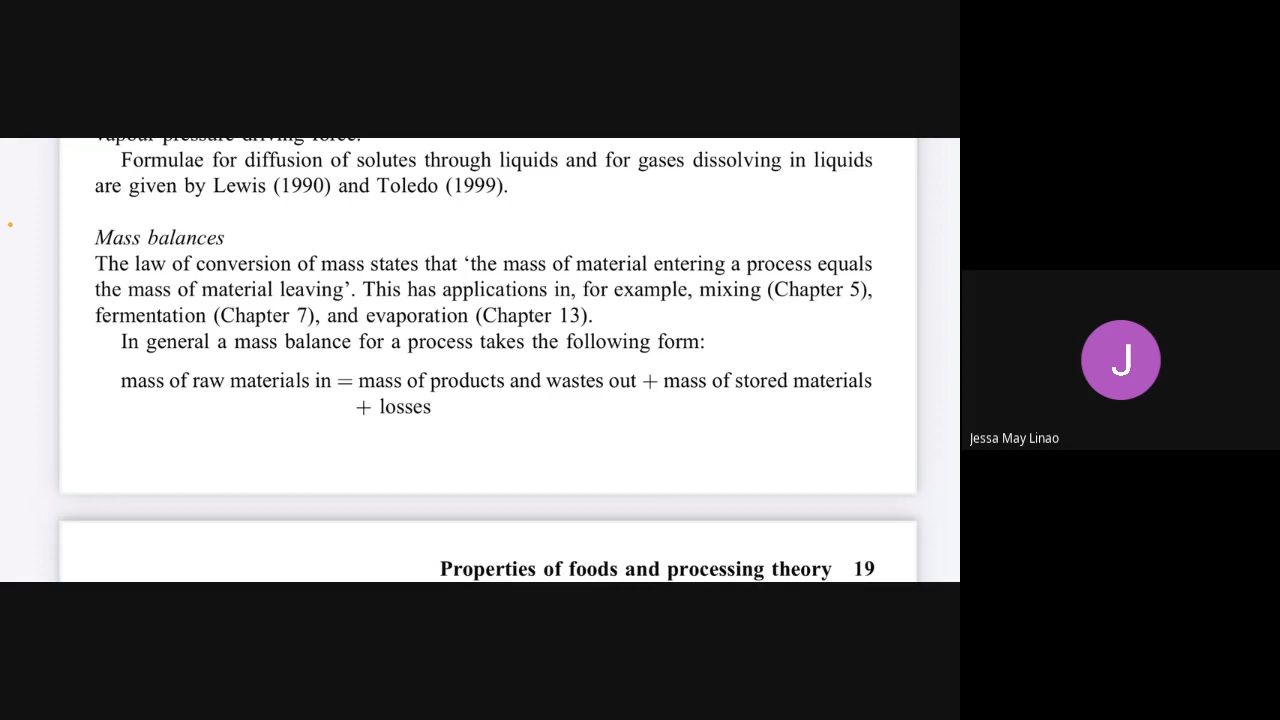 vapour pressure driving force.
Formulae for diffusion of solutes through liquids and for gases dissolving in liquids
are given by Lewis (1990) and Toledo (1999).
Mass balances
The law of conversion of mass states that ‘the mass of material entering a process equals
the mass of material leaving’. This has applications in, for example, mixing (Chapter 5),
fermentation (Chapter 7), and evaporation (Chapter 13).
In general a mass balance for a process takes the following form:
mass of raw materials in = mass of products and wastes out + mass of stored materials
+ losses
Properties of foods and processing theory 19
J
Jessa May Linao